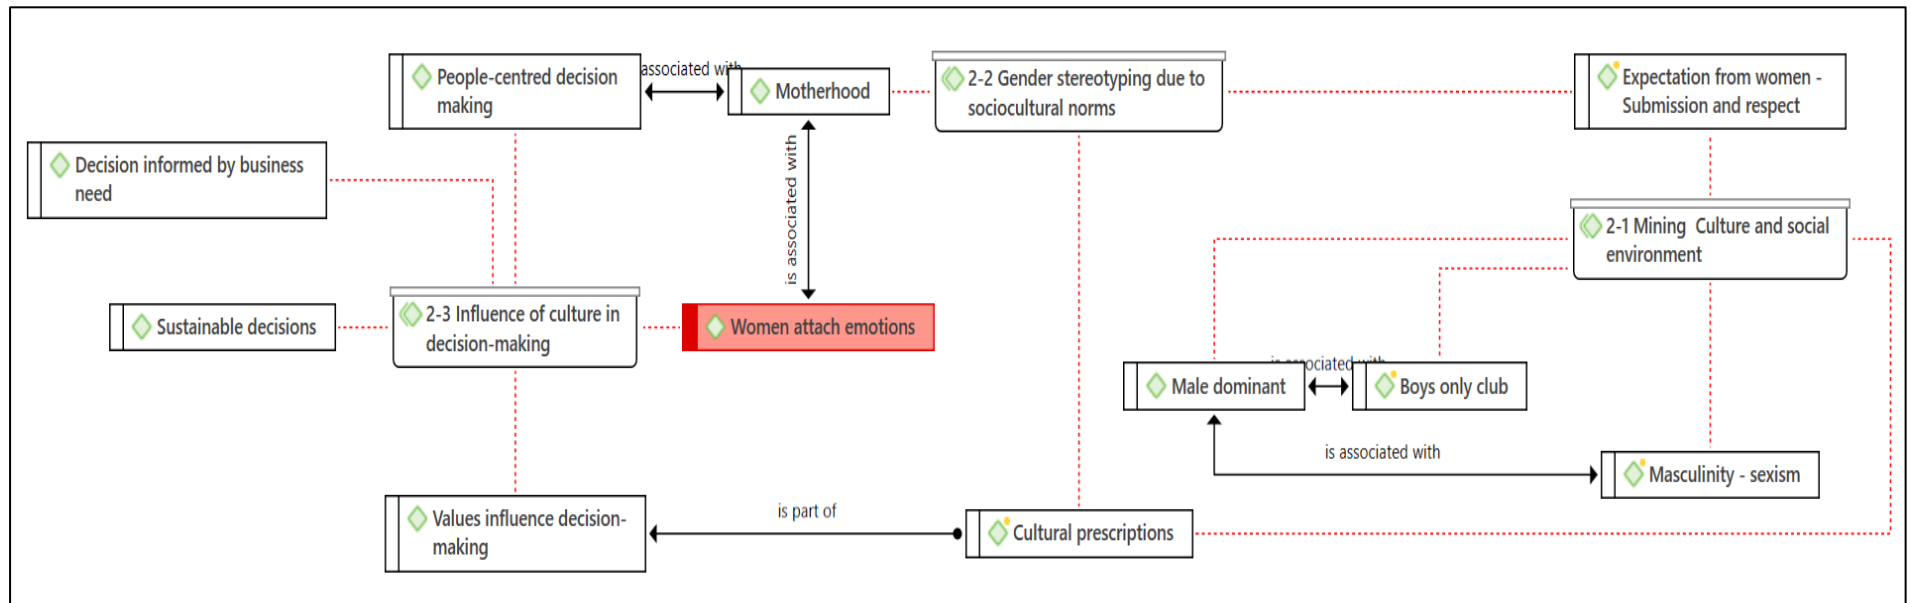 People-centred decision
making
associated with
Motherhood
2-2 Gender stereotyping due to
sociocultural norms
Expectation from women -
Submission and respect
Decision informed by business
need
is associated with
2-1 Mining  Culture and social
environment
Sustainable decisions
2-3 Influence of culture in
decision-making
Women attach emotions
is associated with
Male dominant
Boys only club
is associated with
Masculinity - sexism
Values influence decision-
making
is part of
Cultural prescriptions